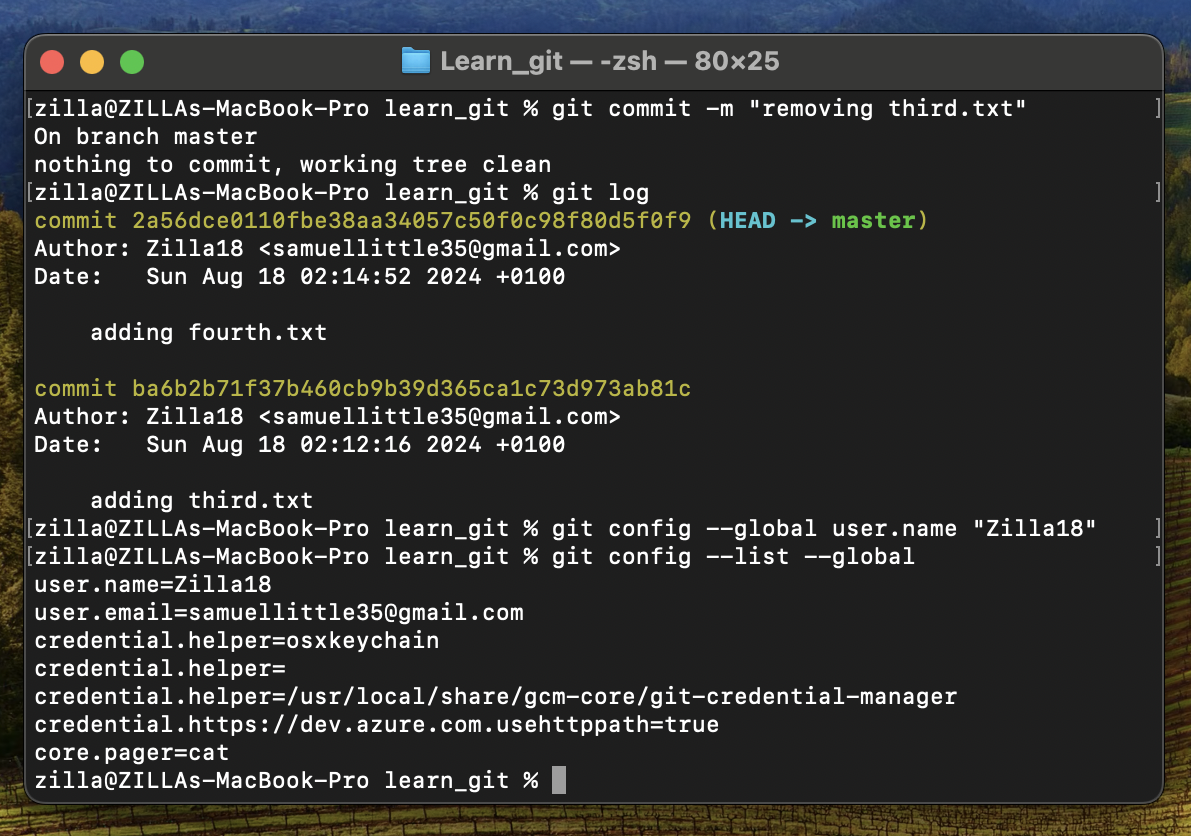 Learn_git — -zsh — 80×25
[zilla@ZILLAs-MacBook-Pro learn_git % git commit -m "removing third.txt" ]
On branch master
nothing to commit, working tree clean
[zilla@ZILLAs-MacBook-Pro learn_git % git log ]
commit 2a56dce0110fbe38aa34057c50f0c98f80d5f0f9 (HEAD -> master)
Author: Zilla18 <samuellittle35@gmail.com>
Date:   Sun Aug 18 02:14:52 2024 +0100
    adding fourth.txt
commit ba6b2b71f37b460cb9b39d365ca1c73d973ab81c
Author: Zilla18 <samuellittle35@gmail.com>
Date:   Sun Aug 18 02:12:16 2024 +0100
    adding third.txt
[zilla@ZILLAs-MacBook-Pro learn_git % git config --global user.name "Zilla18" ]
[zilla@ZILLAs-MacBook-Pro learn_git % git config --list --global ]
user.name=Zilla18
user.email=samuellittle35@gmail.com
credential.helper=osxkeychain
credential.helper=
credential.helper=/usr/local/share/gcm-core/git-credential-manager
credential.https://dev.azure.com.usehttppath=true
core.pager=cat
zilla@ZILLAs-MacBook-Pro learn_git %